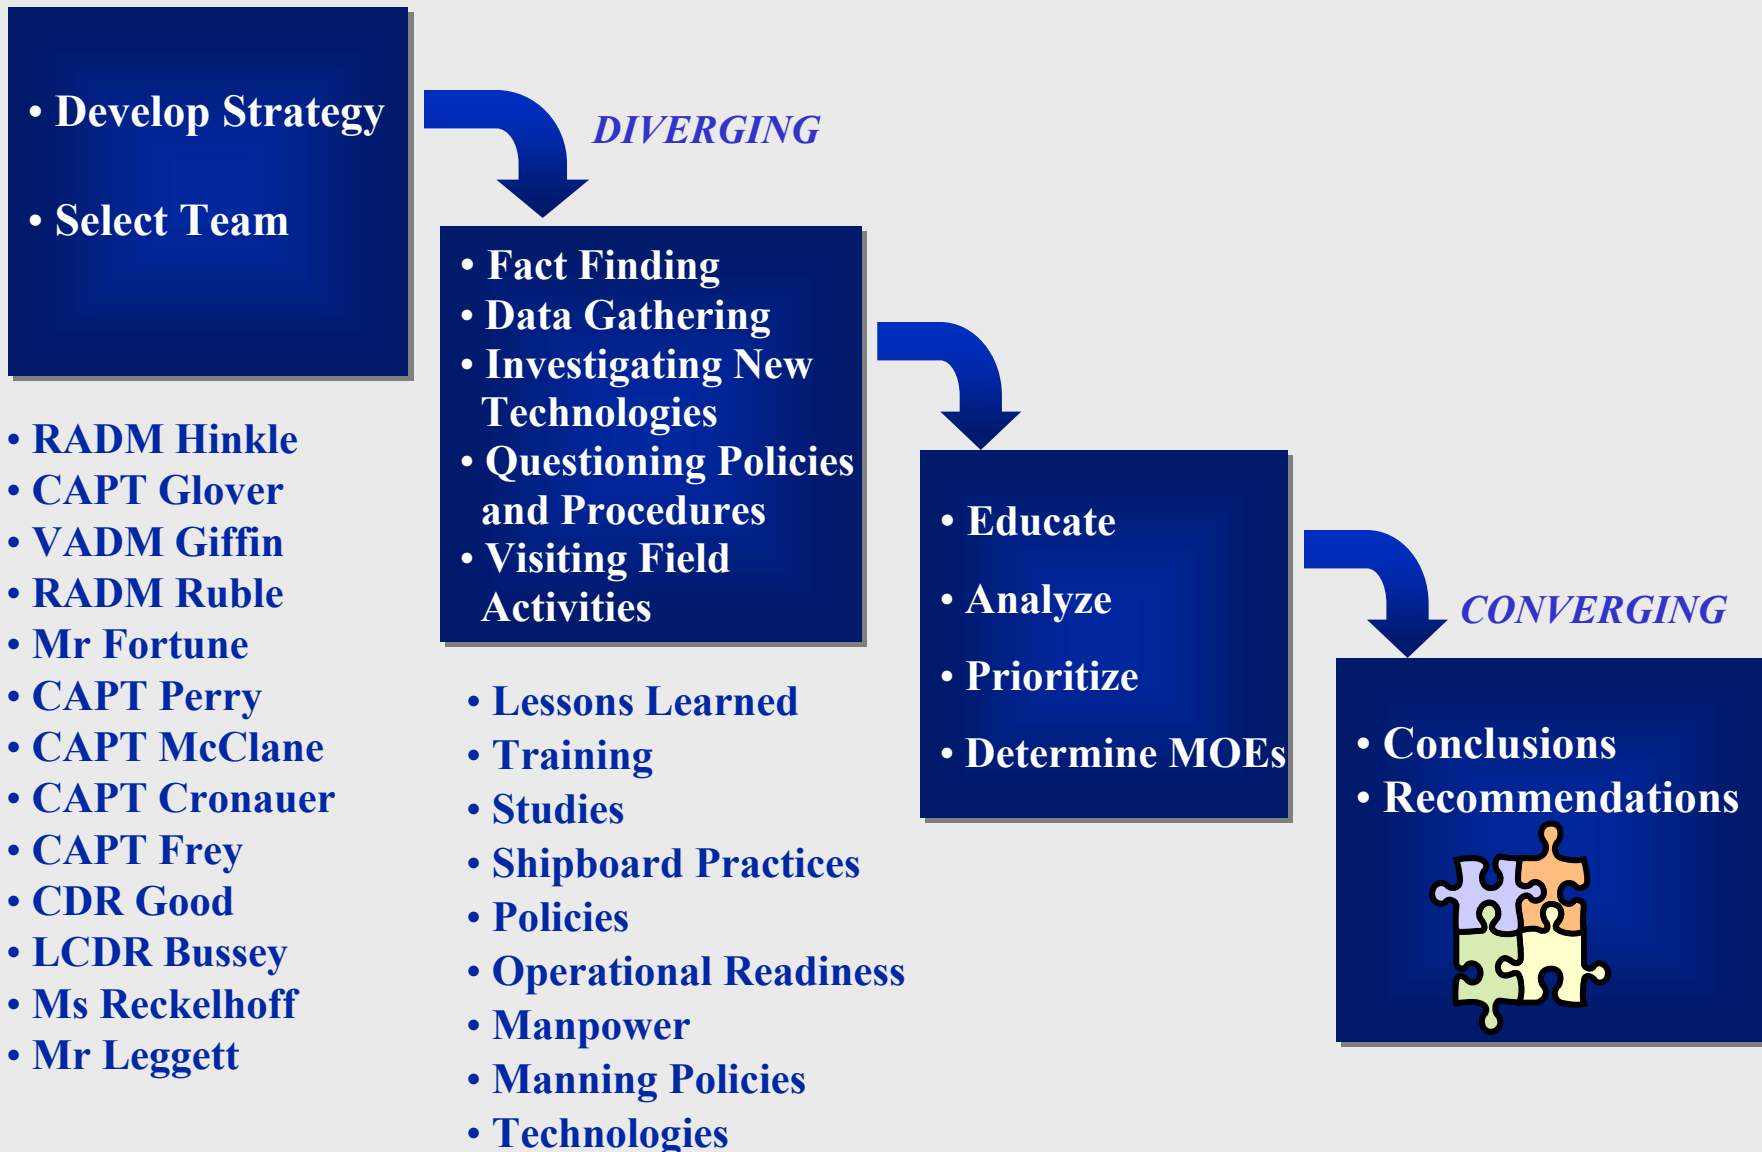 • Develop Strategy
• Select Team
• RADM Hinkle
• CAPT Glover
• VADM Giffin
• RADM Ruble
• Mr Fortune
• CAPT Perry
• CAPT McClane
• CAPT Cronauer
• CAPT Frey
• CDR Good
• LCDR Bussey
• Ms Reckelhoff
• Mr Leggett
DIVERGING
• Fact Finding
• Data Gathering
• Investigating New
Technologies
• Questioning Policies
and Procedures
• Visiting Field
Activities
• Lessons Learned
• Training
• Studies
• Shipboard Practices
• Policies
• Operational Readiness
• Manpower
• Manning Policies
• Technologies
• Educate
• Analyze
• Prioritize
• Determine MOEs
CONVERGING
• Conclusions
• Recommendations